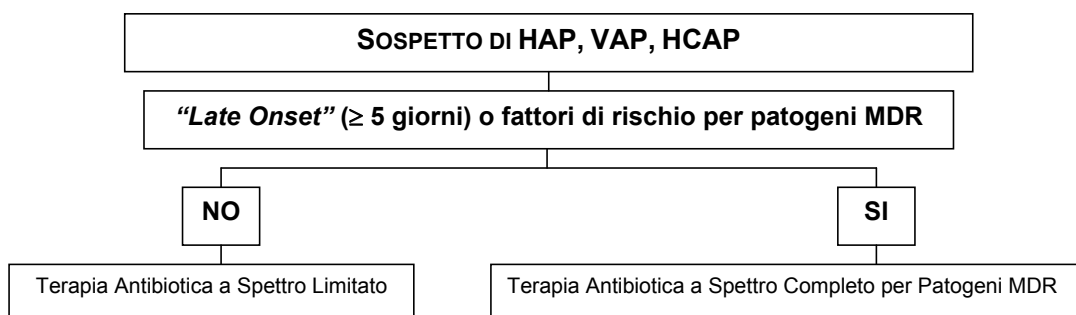 SOSPETTO DI HAP, VAP, HCAP
“Late Onset” (≥ 5 giorni) o fattori di rischio per patogeni MDR
NO
SI
Terapia Antibiotica a Spettro Limitato
Terapia Antibiotica a Spettro Completo per Patogeni MDR